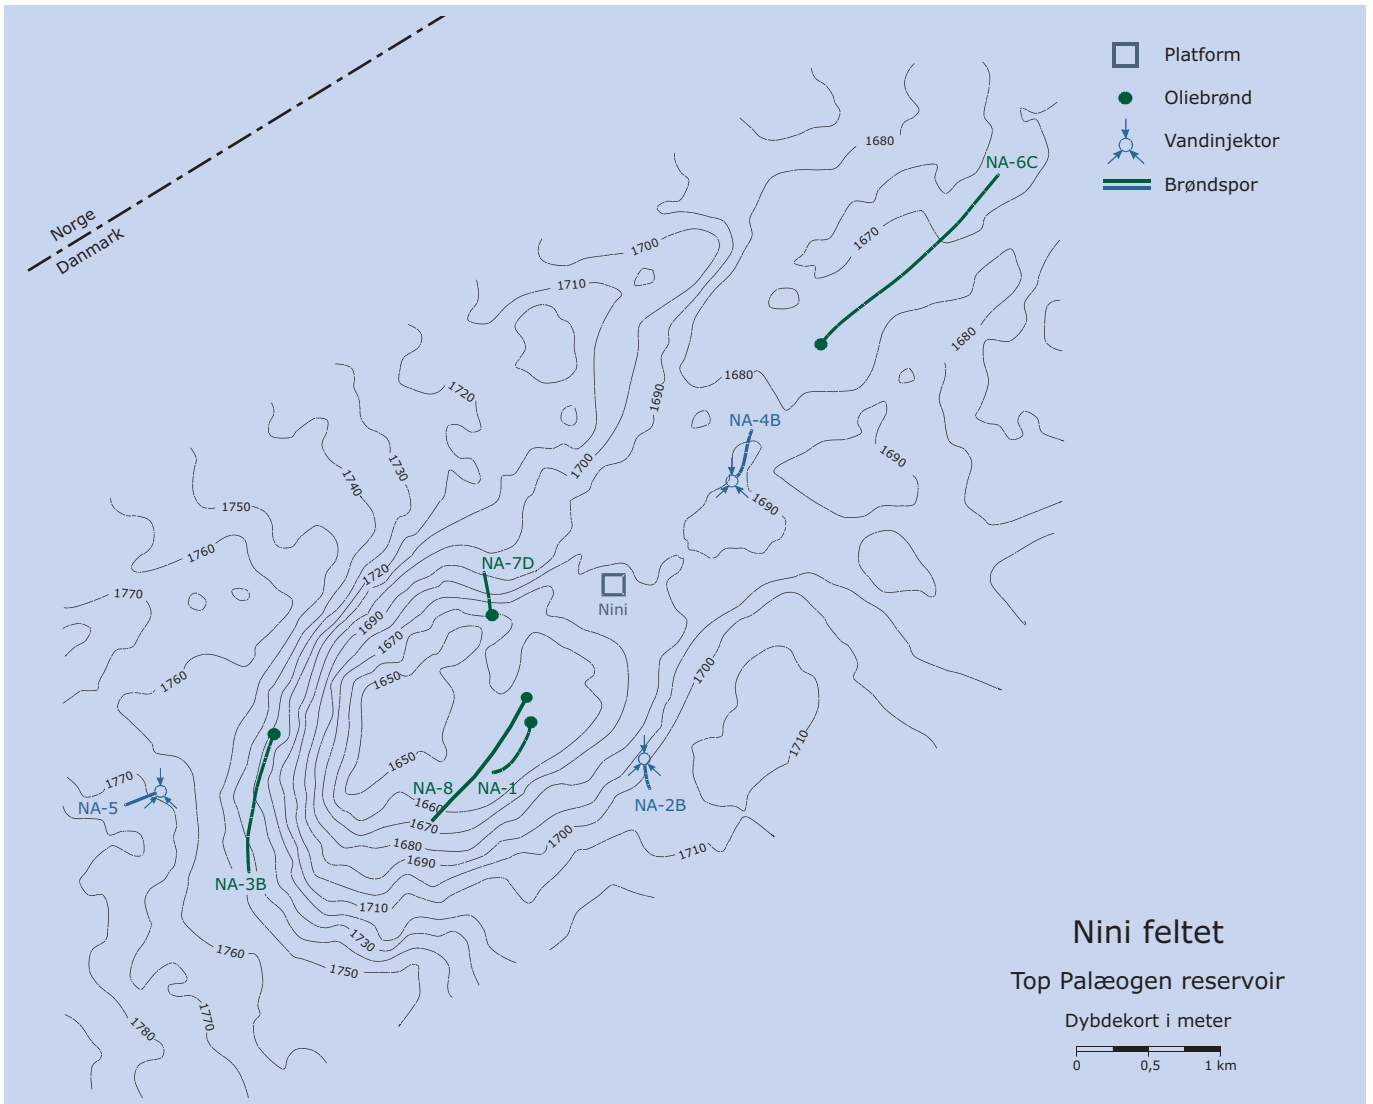 Platform
Oliebrønd
Vandinjektor
Brøndspor
Norge
Danmark
1680
NA-6C
1670
1700
1710
1680
1680
1690
1720
NA-4B
1690
1690
1700
1730
1740
1750
1760
1770
1720
NA-7D
Nini
1690
1670
1650
1760
1700
1710
1650
1770
NA-5
NA-8
NA-1
1660
1670
1680
1690
NA-2B
1700
1710
NA-3B
1710
1730
1750
1760
1770
1780
Nini feltet
Top Palæogen reservoir
Dybdekort i meter
0 0,5 1 km